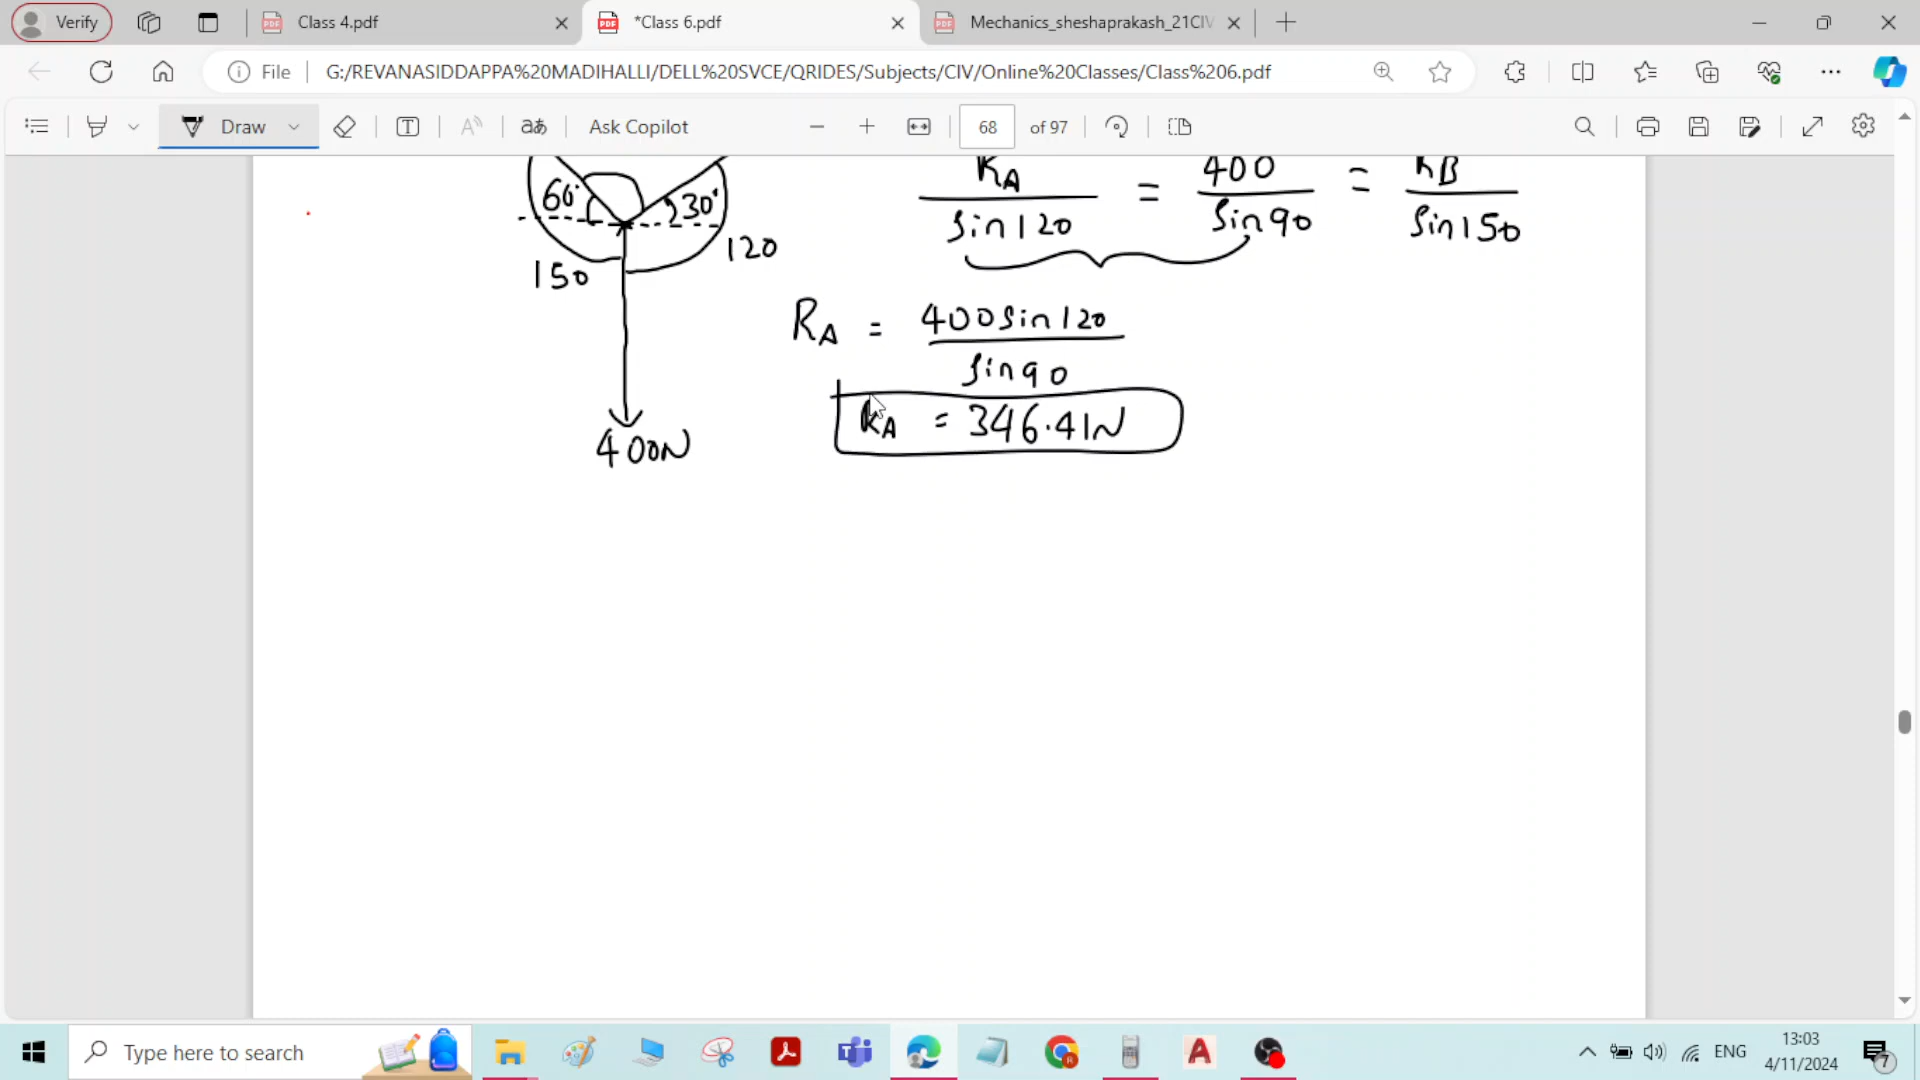 Verify
Class 4.pdf
*Class 6.pdf
Mechanics_sheshaprakash_21CIV
File
G:/REVANASIDDAPPA%20MADIHALLI/DELL%20SVCE/QRIDES/Subjects/CIV/Online%20Classes/Class%206.pdf
Draw
Ask Copilot
68 of 97
60° 30°
150
120
400N
RA / sin120 = 400 / sin90 = RB / sin150
RA = 400sin120 / sin90
RA = 346.41N
Type here to search
ENG
13:03
4/11/2024
7